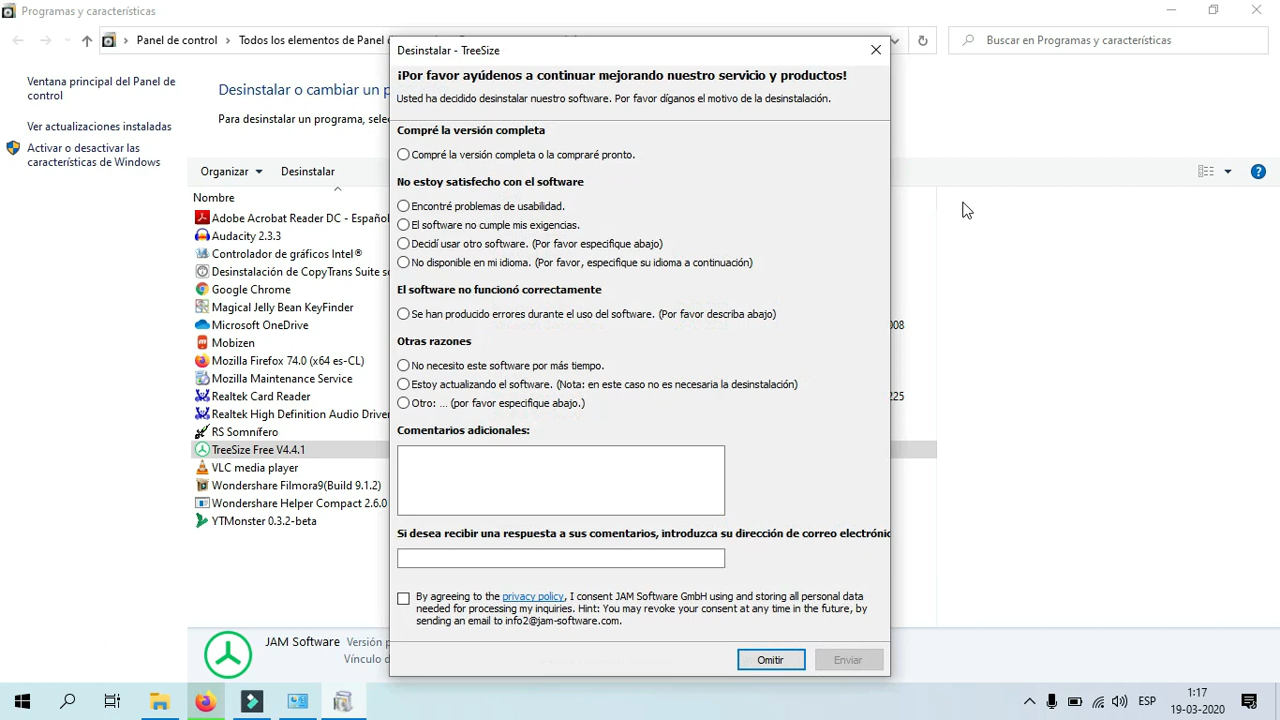 Programas y características
Panel de control
Todos los elementos de Panel
Buscar en Programas y características
Ventana principal del Panel de
control
Ver actualizaciones instaladas
Activar o desactivar las
características de Windows
Desinstalar o cambiar un
Para desinstalar un programa,
Organizar
Desinstalar
Nombre
Adobe Acrobat Reader DC - Español
Audacity 2.3.3
Controlador de gráficos Intel®
Desinstalación de CopyTrans Suite
Google Chrome
Magical Jelly Bean KeyFinder
Microsoft OneDrive
008
Mobizen
Mozilla Firefox 74.0 (x64 es-CL)
Mozilla Maintenance Service
Realtek Card Reader
225
Realtek High Definition Audio Driver
RS Somnífero
TreeSize Free V4.4.1
VLC media player
Wondershare Filmora9(Build 9.1.2)
Wondershare Helper Compact 2.6.0
YTMonster 0.3.2-beta
Desinstalar - TreeSize
¡Por favor ayúdenos a continuar mejorando nuestro servicio y productos!
Usted ha decidido desinstalar nuestro software. Por favor díganos el motivo de la desinstalación.
Compré la versión completa
Compré la versión completa o la compraré pronto.
No estoy satisfecho con el software
Encontré problemas de usabilidad.
El software no cumple mis exigencias.
Decidí usar otro software. (Por favor especifique abajo)
No disponible en mi idioma. (Por favor, especifique su idioma a continuación)
El software no funcionó correctamente
Se han producido errores durante el uso del software. (Por favor describa abajo)
Otras razones
No necesito este software por más tiempo.
Estoy actualizando el software. (Nota: en este caso no es necesaria la desinstalación)
Otro: ... (por favor especifique abajo.)
Comentarios adicionales:
Si desea recibir una respuesta a sus comentarios, introduzca su dirección de correo electrónic
By agreeing to the privacy policy, I consent JAM Software GmbH using and storing all personal data
needed for processing my inquiries. Hint: You may revoke your consent at any time in the future, by
sending an email to info2@jam-software.com.
Omitir
Enviar
JAM Software
Versión
Vínculo
ESP
1:17
19-03-2020